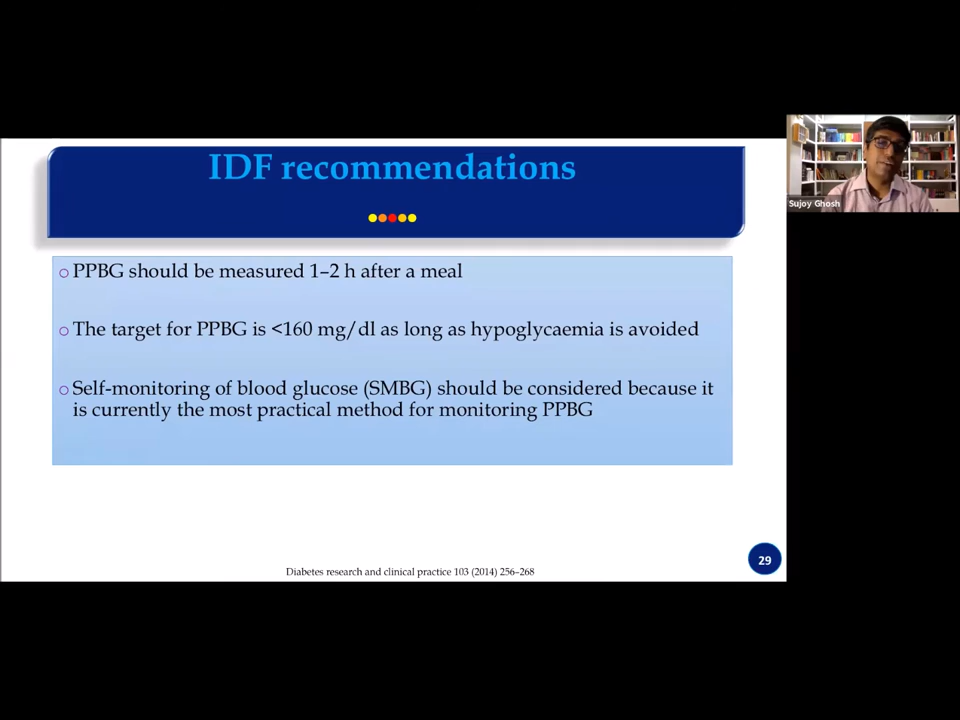 IDF recommendations
Sujoy Ghosh
o PPBG should be measured 1–2 h after a meal
o The target for PPBG is <160 mg/dl as long as hypoglycaemia is avoided
o Self-monitoring of blood glucose (SMBG) should be considered because it
is currently the most practical method for monitoring PPBG
29
Diabetes research and clinical practice 103 (2014) 256–268